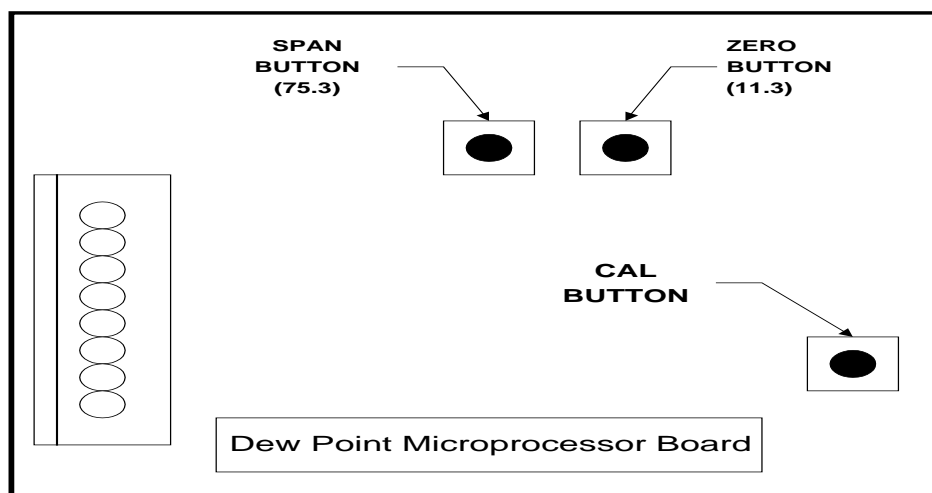 SPAN
BUTTON
(75.3)
ZERO
BUTTON
(11.3)
CAL
BUTTON
Dew Point Microprocessor Board